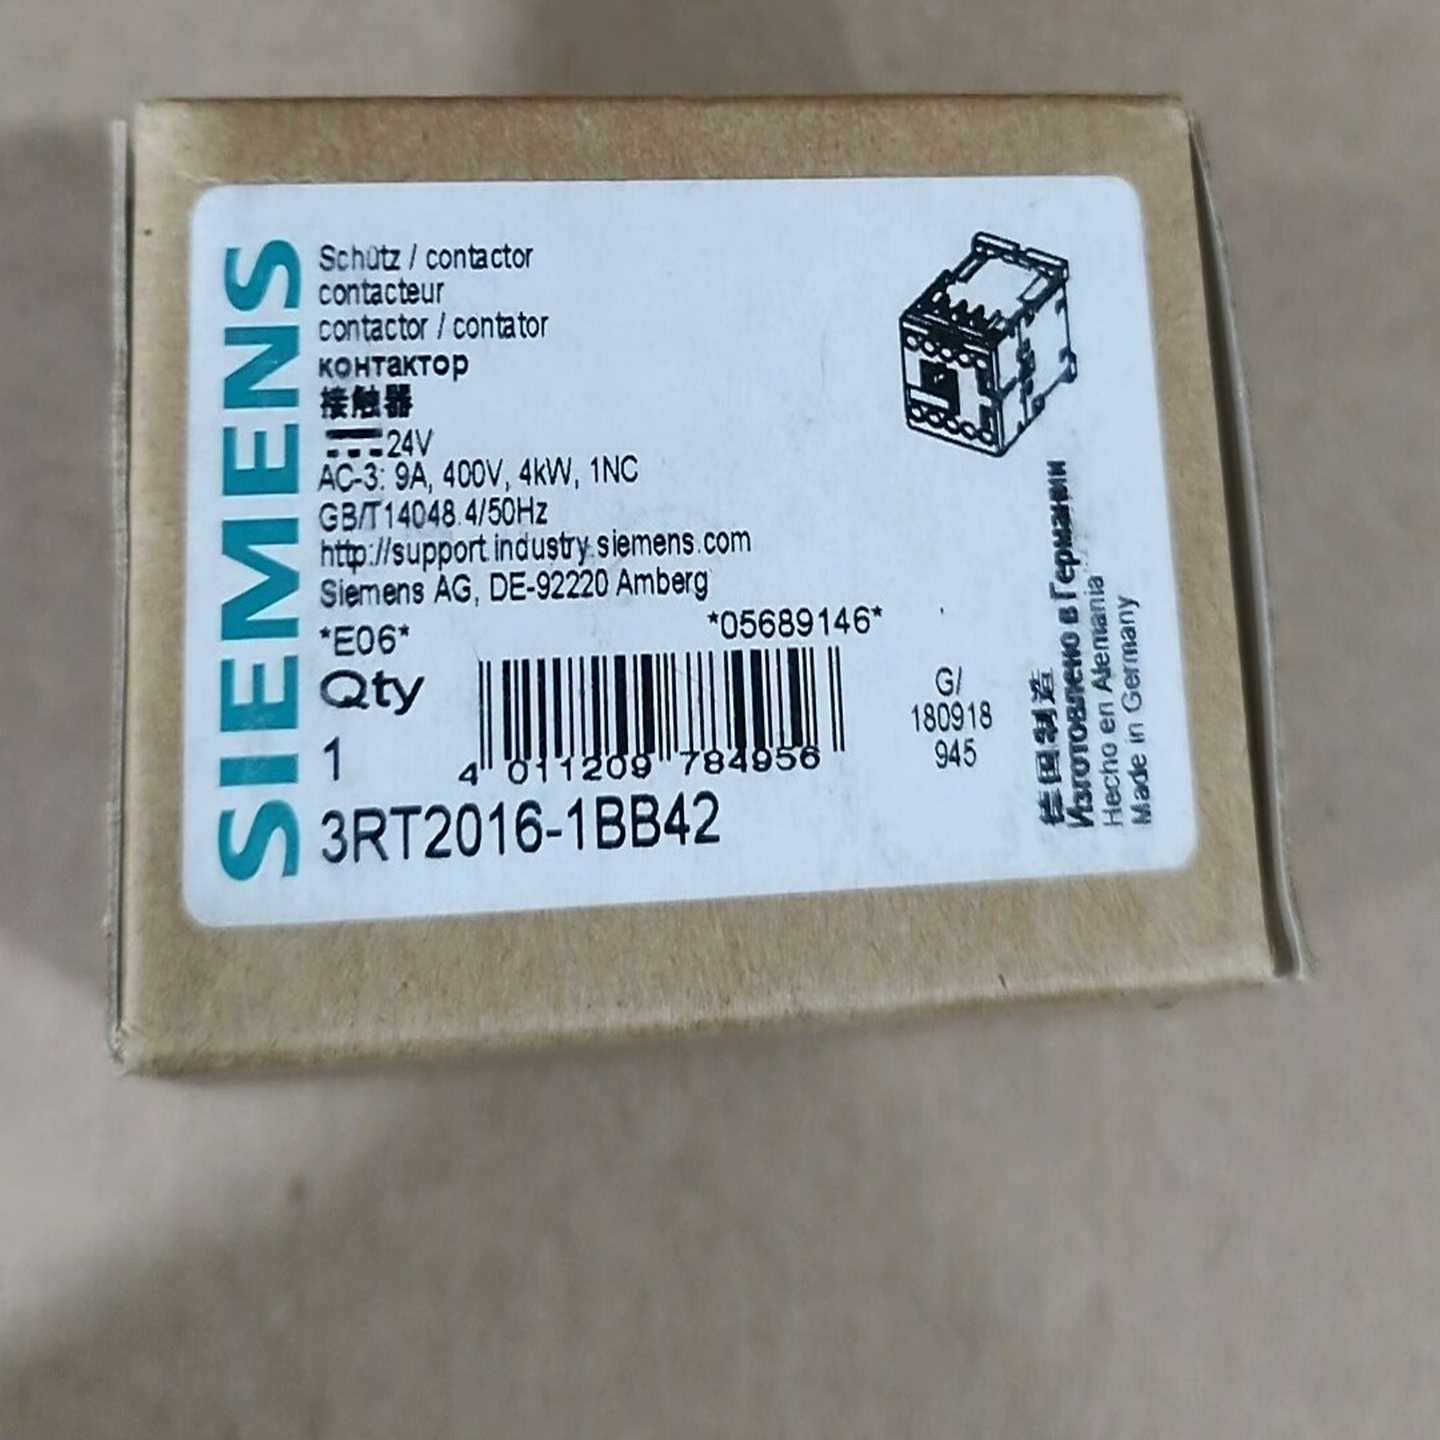 SIEMENS
Schütz / contactor
contacteur
contactor / contator
контактор
接触器
24V
AC-3: 9A, 400V, 4kW, 1NC
GB/T14048.4/50Hz
http://support.industry.siemens.com
Siemens AG, DE-92220 Amberg
*E06*
*05689146*
Qty
1
4 011209 784956
3RT2016-1BB42
G/
180918
945
德国制造
Изготовлено в Германии
Hecho en Alemania
Made in Germany